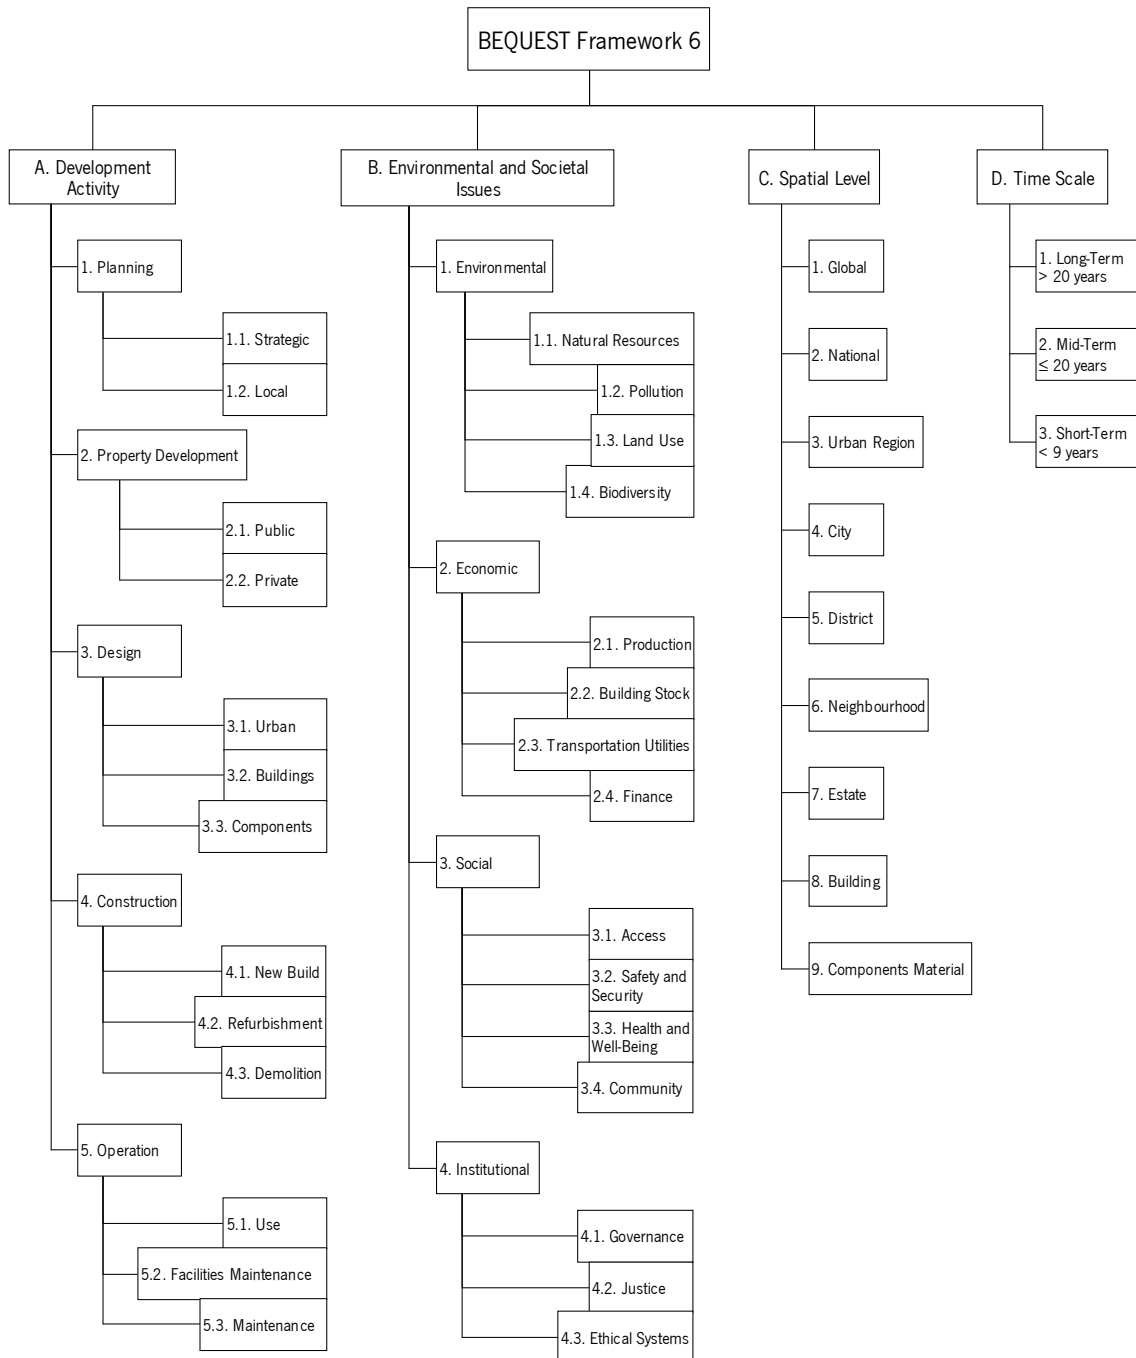 BEQUEST Framework 6
A. Development
Activity
1. Planning
1.1. Strategic
1.2. Local
2. Property Development
2.1. Public
2.2. Private
3. Design
3.1. Urban
3.2. Buildings
3.3. Components
4. Construction
4.1. New Build
4.2. Refurbishment
4.3. Demolition
5. Operation
5.1. Use
5.2. Facilities Maintenance
5.3. Maintenance
B. Environmental and Societal
Issues
1. Environmental
1.1. Natural Resources
1.2. Pollution
1.3. Land Use
1.4. Biodiversity
2. Economic
2.1. Production
2.2. Building Stock
2.3. Transportation Utilities
2.4. Finance
3. Social
3.1. Access
3.2. Safety and
Security
3.3. Health and
Well-Being
3.4. Community
4. Institutional
4.1. Governance
4.2. Justice
4.3. Ethical Systems
C. Spatial Level
1. Global
2. National
3. Urban Region
4. City
5. District
6. Neighbourhood
7. Estate
8. Building
9. Components Material
D. Time Scale
1. Long-Term
> 20 years
2. Mid-Term
≤ 20 years
3. Short-Term
< 9 years